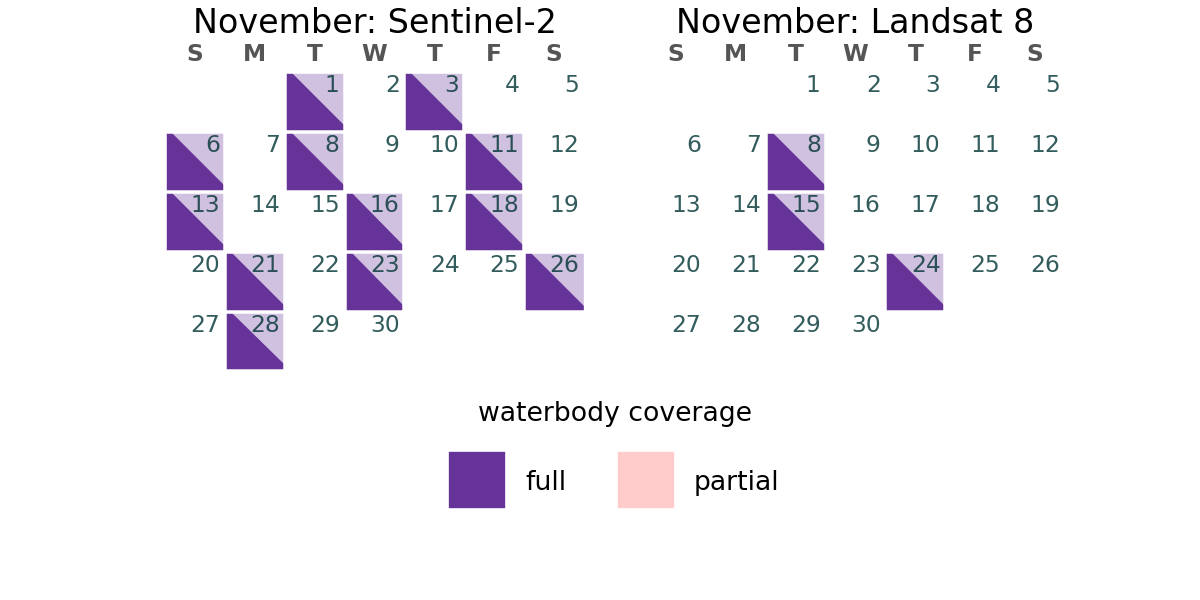 November: Sentinel-2
S M T W T F S
1 2 3 4 5
6 7 8 9 10 11 12
13 14 15 16 17 18 19
20 21 22 23 24 25 26
27 28 29 30
November: Landsat 8
S M T W T F S
1 2 3 4 5
6 7 8 9 10 11 12
13 14 15 16 17 18 19
20 21 22 23 24 25 26
27 28 29 30
waterbody coverage
full partial